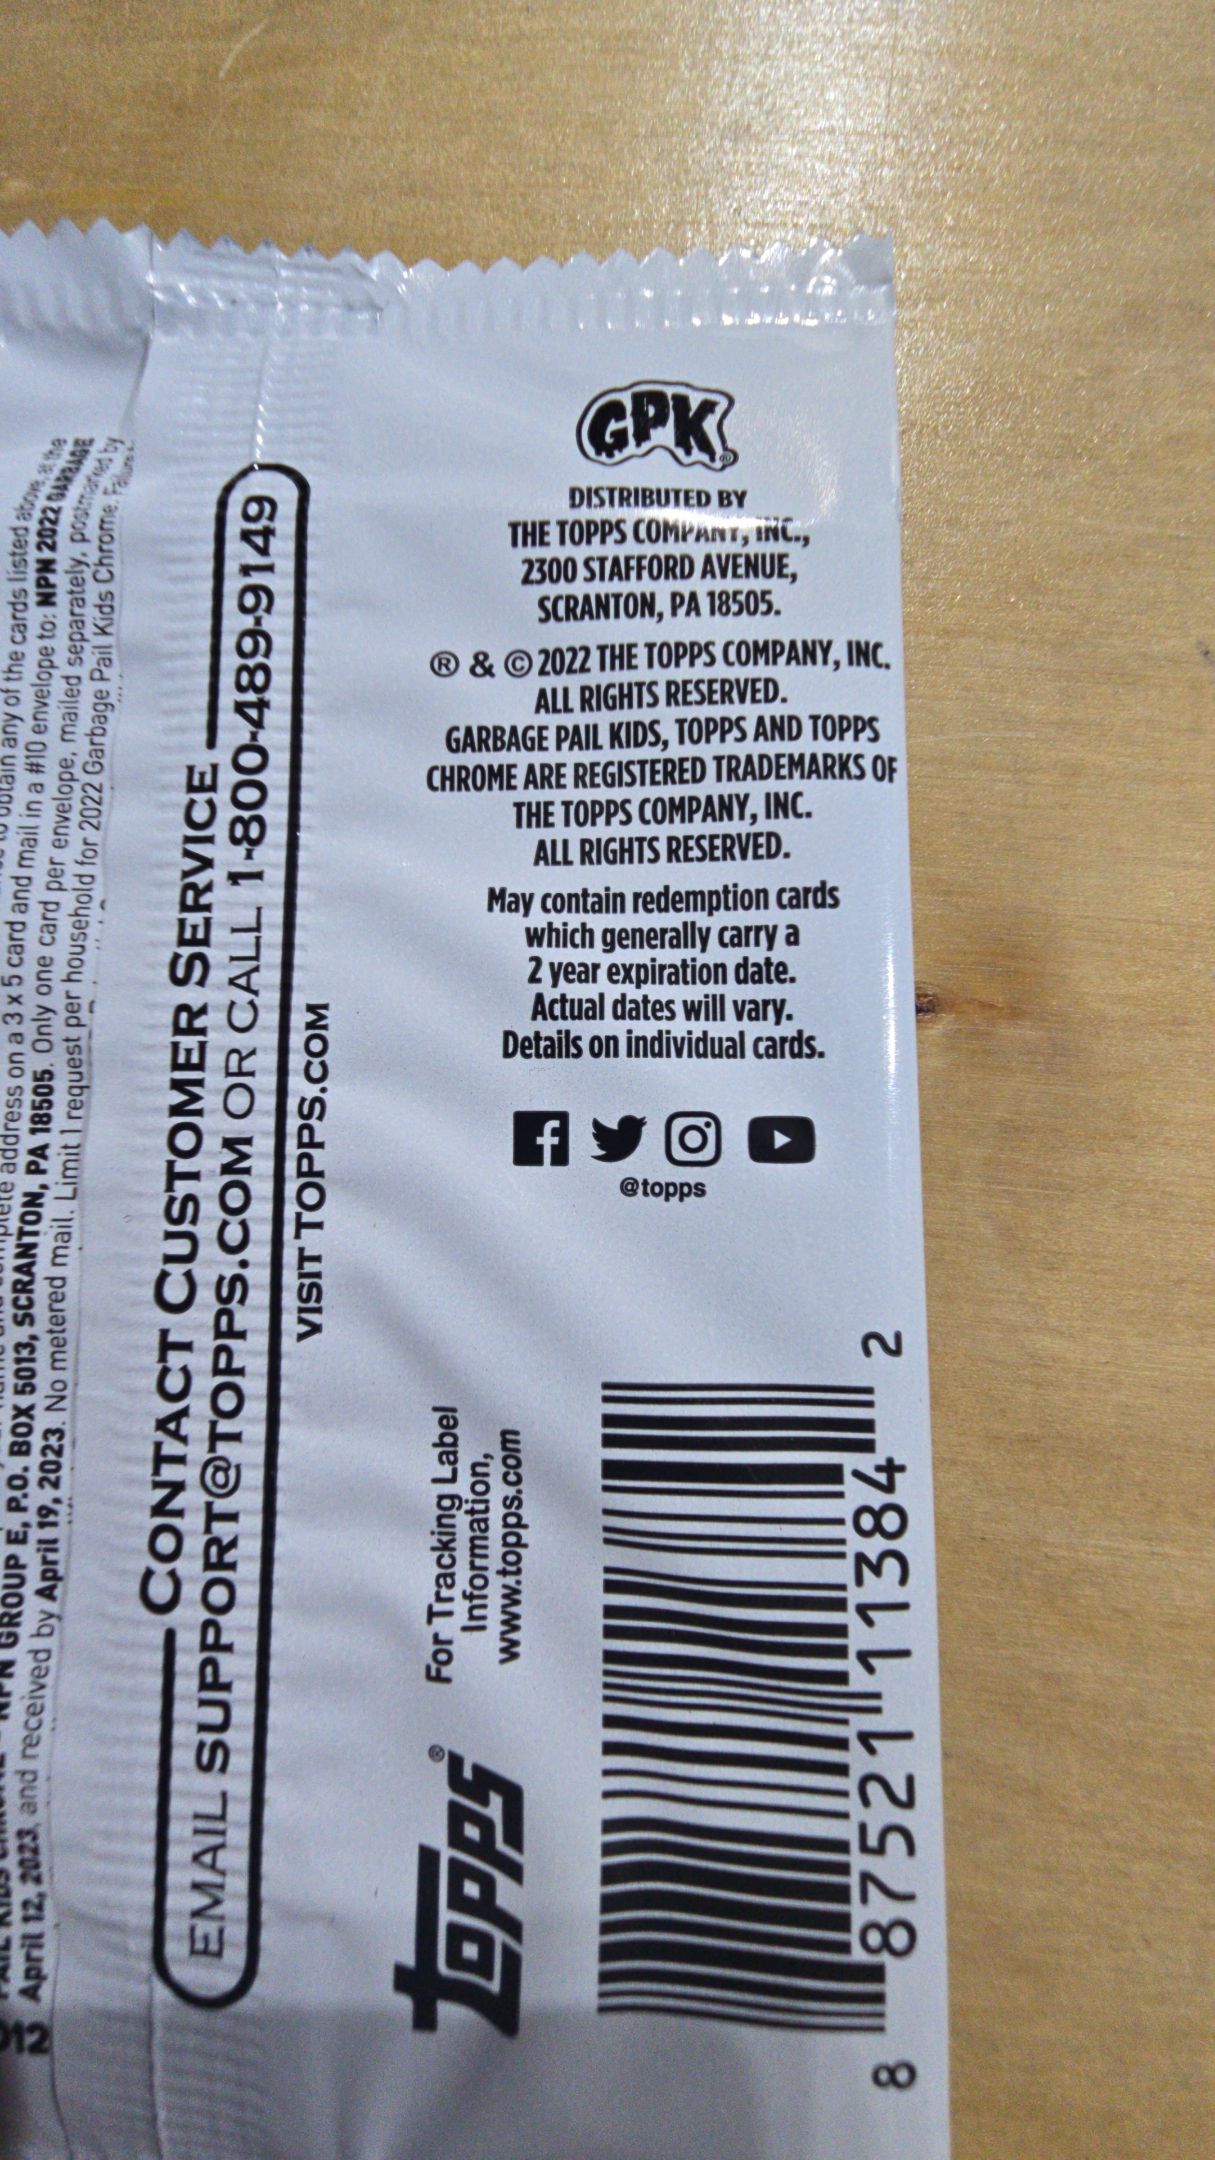 GPK
DISTRIBUTED BY
THE TOPPS COMPANY, INC.,
2300 STAFFORD AVENUE,
SCRANTON, PA 18505.
® & © 2022 THE TOPPS COMPANY, INC.
ALL RIGHTS RESERVED.
GARBAGE PAIL KIDS, TOPPS AND TOPPS
CHROME ARE REGISTERED TRADEMARKS OF
THE TOPPS COMPANY, INC.
ALL RIGHTS RESERVED.
May contain redemption cards
which generally carry a
2 year expiration date.
Actual dates will vary.
Details on individual cards.
@topps
obtain any of the cards listed above, at the
address on a 3 x 5 card and mail in a #10 envelope to: NPN 2022 GARBAGE
GROUP E, P.O. BOX 5013, SCRANTON, PA 18505. Only one card per envelope, mailed separately, postmarked by
April 12, 2023, and received by April 19, 2023. No metered mail. Limit 1 request per household for 2022 Garbage Pail Kids Chrome.
CONTACT CUSTOMER SERVICE
EMAIL SUPPORT@TOPPS.COM OR CALL 1-800-489-9149
VISIT TOPPS.COM
topps®
For Tracking Label
Information,
www.topps.com
8 87521 11384 2